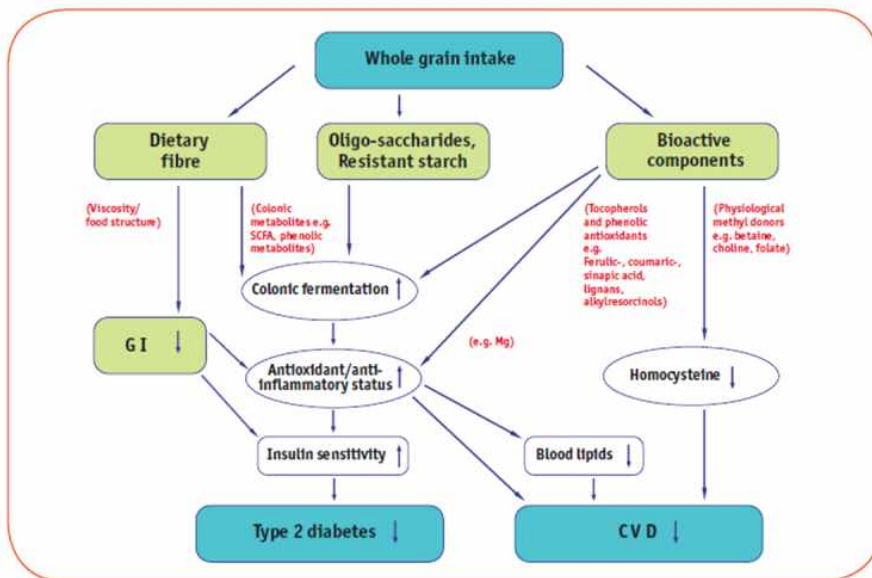 Whole grain intake
Dietary
fibre
Oligo-saccharides,
Resistant starch
Bioactive
components
(Viscosity/
food structure)
(Colonic
metabolites e.g.
SCFA, phenolic
metabolites)
(Tocopherols
and phenolic
antioxidants
e.g.
Ferulic-, coumaric-,
sinapic acid,
lignans,
alkylresorcinols)
(Physiological
methyl donors
e.g. betaine,
choline, folate)
Colonic fermentation ↑
G I ↓
(e.g. Mg)
Antioxidant/anti-
inflammatory status ↑
Homocysteine ↓
Insulin sensitivity ↑
Blood lipids ↓
Type 2 diabetes ↓
C V D ↓